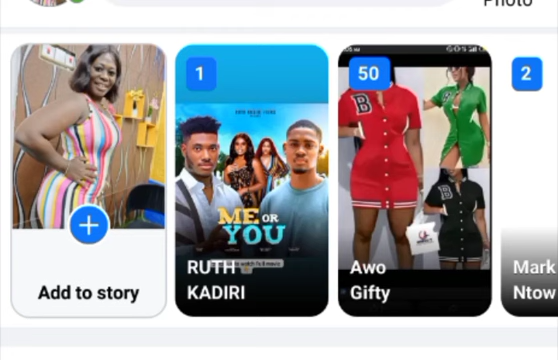 Photo
1
50
2
ME OR
YOU
RUTH
KADIRI
B
B
Awo
Gifty
Mark
Ntow
Add to story